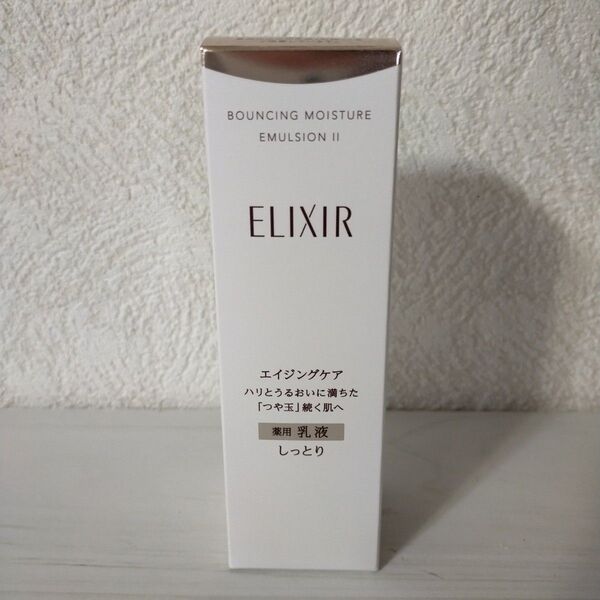 BOUNCING MOISTURE
EMULSION II
ELIXIR
エイジングケア
ハリとうるおいに満ちた
「つや玉」続く肌へ
薬用 乳液
しっとり